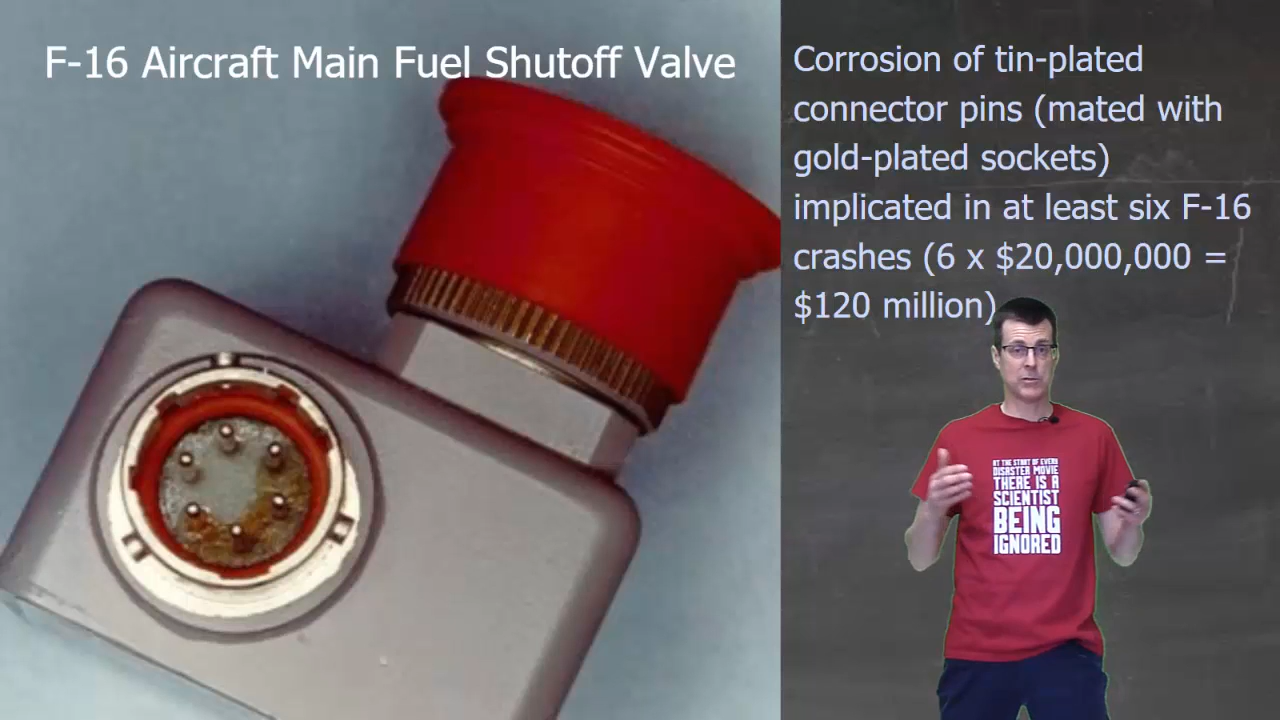 F-16 Aircraft Main Fuel Shutoff Valve
Corrosion of tin-plated
connector pins (mated with
gold-plated sockets)
implicated in at least six F-16
crashes (6 x $20,000,000 =
$120 million)
AT THE START OF EVERY
DISASTER MOVIE
THERE IS A
SCIENTIST
BEING
IGNORED